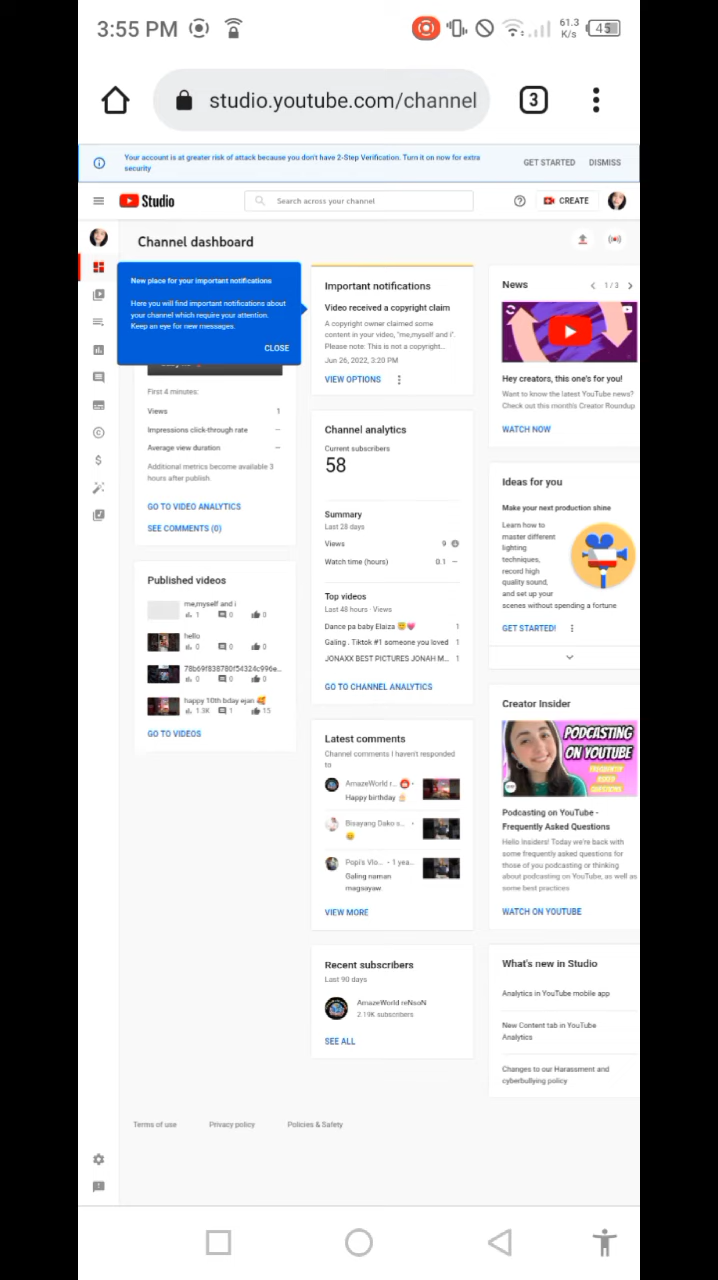 3:55 PM
61.3
K/s
45
studio.youtube.com/channel
3
Your account is at greater risk of attack because you don't have 2-Step Verification. Turn it on now for extra
security
GET STARTED
DISMISS
Studio
Search across your channel
CREATE
Channel dashboard
New place for your important notifications
Here you will find important notifications about
your channel which require your attention.
Keep an eye for new messages.
CLOSE
First 4 minutes:
Views 1
Impressions click-through rate –
Average view duration –
Additional metrics become available 3
hours after publish.
GO TO VIDEO ANALYTICS
SEE COMMENTS (0)
Published videos
me,myself and i
1 0 0
hello
0 0 0
78b69f838780f54324c996e...
0 0 0
happy 10th bday ejan 🥰
1.3K 1 15
GO TO VIDEOS
Important notifications
Video received a copyright claim
A copyright owner claimed some
content in your video, "me,myself and i".
Please note: This is not a copyright...
Jun 26, 2022, 3:20 PM
VIEW OPTIONS
Channel analytics
Current subscribers
58
Summary
Last 28 days
Views 9
Watch time (hours) 0.1 –
Top videos
Last 48 hours · Views
Dance pa baby Elaiza 😇💗 1
Galing . Tiktok #1 someone you loved 1
JONAXX BEST PICTURES JONAH M... 1
GO TO CHANNEL ANALYTICS
Latest comments
Channel comments I haven't responded
to
AmazeWorld r...
Happy birthday 🎂
Bisayang Dako s... •
Popi's Vlo... • 1 yea...
Galing naman
magsayaw
VIEW MORE
Recent subscribers
Last 90 days
AmazeWorld reNsoN
2.19K subscribers
SEE ALL
News
1 / 3
Hey creators, this one's for you!
Want to know the latest YouTube news?
Check out this month's Creator Roundup
WATCH NOW
Ideas for you
Make your next production shine
Learn how to
master different
lighting
techniques,
record high
quality sound,
and set up your
scenes without spending a fortune
GET STARTED!
Creator Insider
PODCASTING
ON YOUTUBE
FREQUENTLY
ASKED
QUESTIONS
Podcasting on YouTube -
Frequently Asked Questions
Hello Insiders! Today we're back with
some frequently asked questions for
those of you podcasting or thinking
about podcasting on YouTube, as well as
some best practices
WATCH ON YOUTUBE
What's new in Studio
Analytics in YouTube mobile app
New Content tab in YouTube
Analytics
Changes to our Harassment and
cyberbullying policy
Terms of use
Privacy policy
Policies & Safety